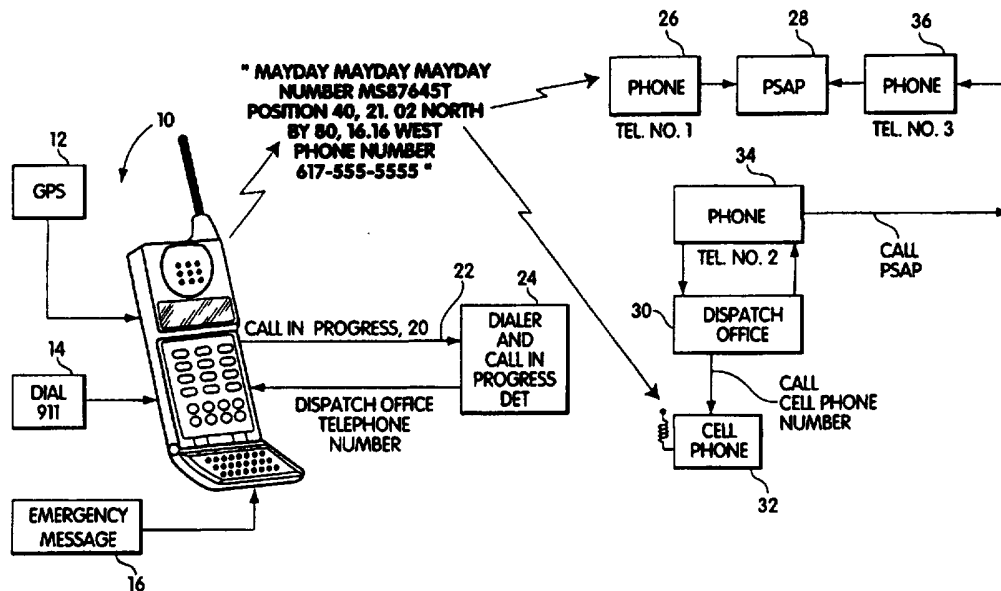 12
GPS
10
14
DIAL
911
EMERGENCY
MESSAGE
16
" MAYDAY MAYDAY MAYDAY
NUMBER MS87645T
POSITION 40, 21. 02 NORTH
BY 80, 16.16 WEST
PHONE NUMBER
617-555-5555 "
CALL IN PROGRESS, 20
22
24
DIALER
AND
CALL IN
PROGRESS
DET
DISPATCH OFFICE
TELEPHONE
NUMBER
26
PHONE
TEL. NO. 1
28
PSAP
36
PHONE
TEL. NO. 3
34
PHONE
TEL. NO. 2
CALL
PSAP
30
DISPATCH
OFFICE
CALL
CELL PHONE
NUMBER
CELL
PHONE
32